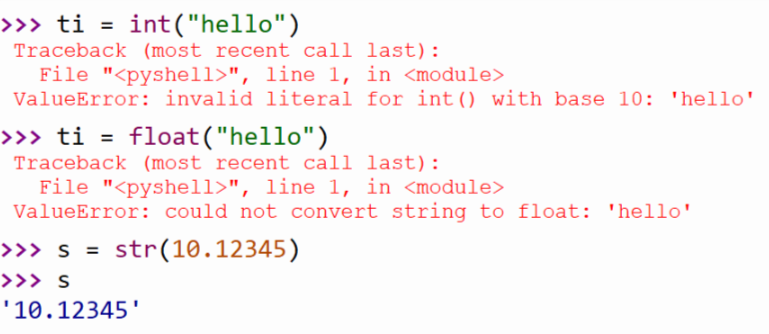 >>> ti = int("hello")
Traceback (most recent call last):
  File "<pyshell>", line 1, in <module>
ValueError: invalid literal for int() with base 10: 'hello'
>>> ti = float("hello")
Traceback (most recent call last):
  File "<pyshell>", line 1, in <module>
ValueError: could not convert string to float: 'hello'
>>> s = str(10.12345)
>>> s
'10.12345'